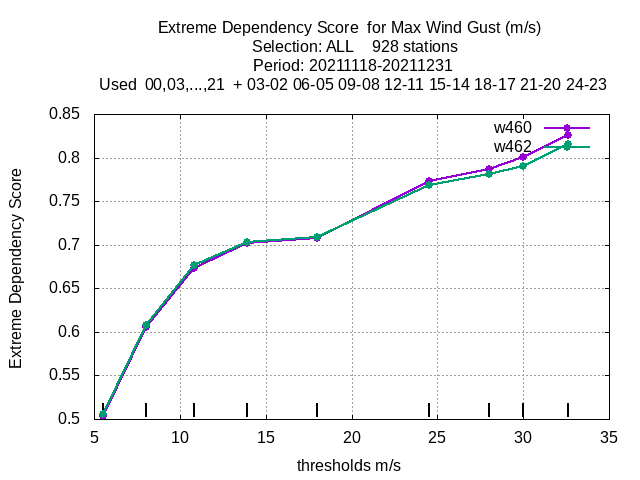 Extreme Dependency Score  for Max Wind Gust (m/s)
Selection: ALL    928 stations
Period: 20211118-20211231
Used  00,03,...,21  + 03-02 06-05 09-08 12-11 15-14 18-17 21-20 24-23
0.85
0.8
0.75
0.7
0.65
0.6
0.55
0.5
Extreme Dependency Score
w460
w462
5 10 15 20 25 30 35
thresholds m/s